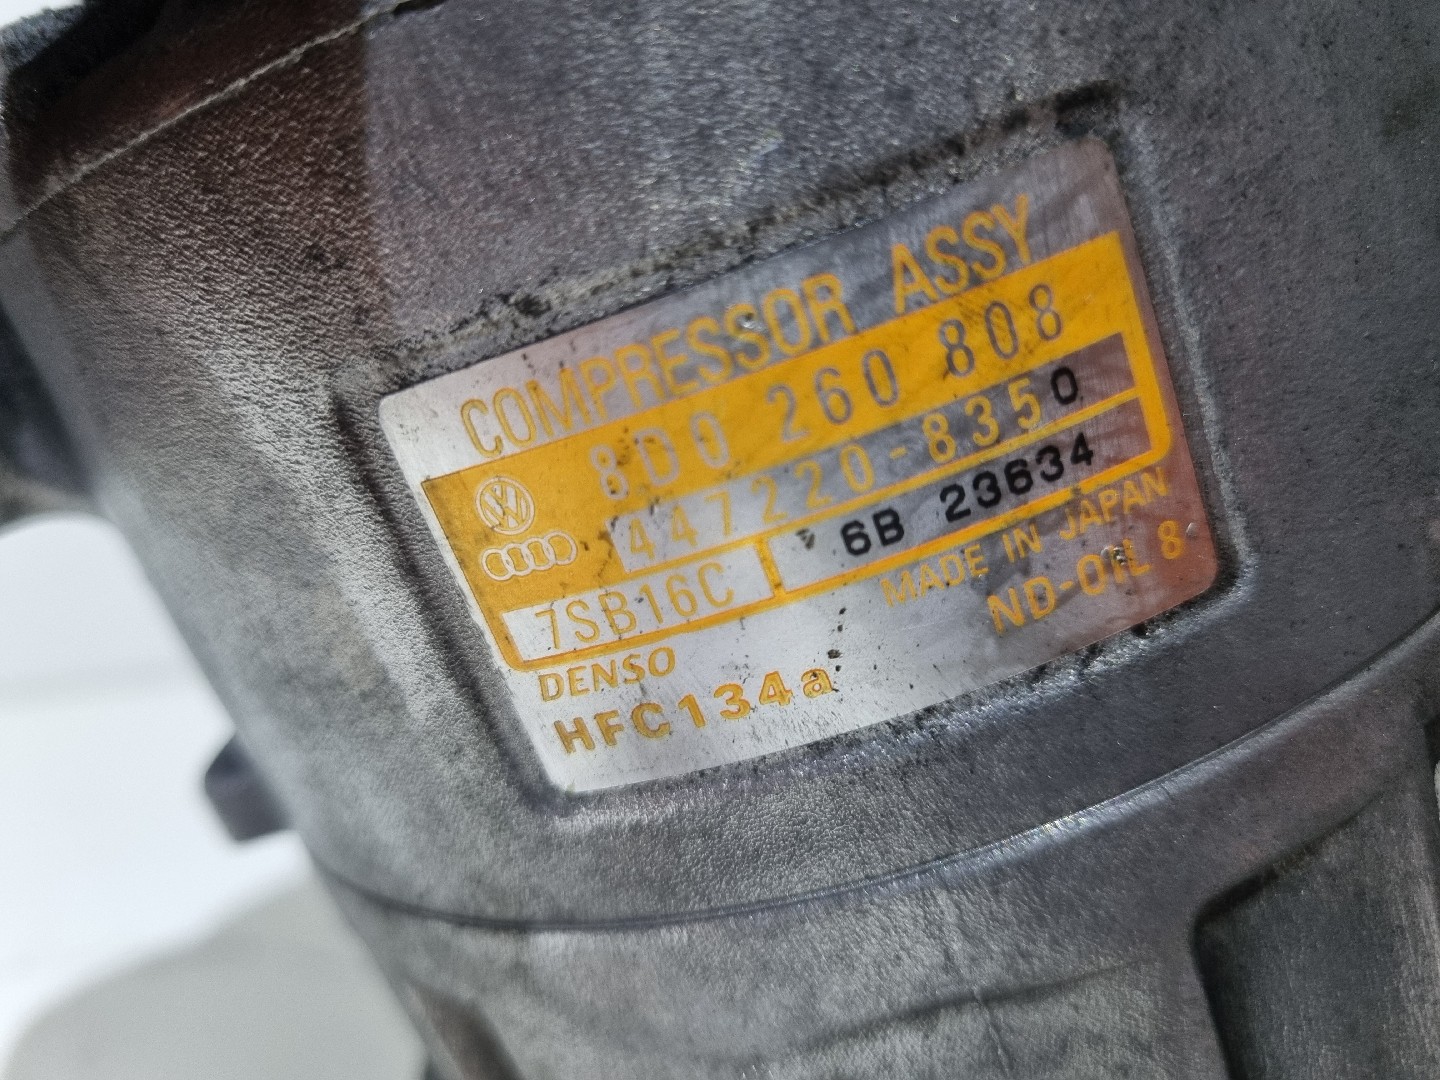 COMPRESSOR ASSY
8D0 260 808
447220-8350
7SB16C 6B 23634
DENSO MADE IN JAPAN
HFC134a ND-OIL 8